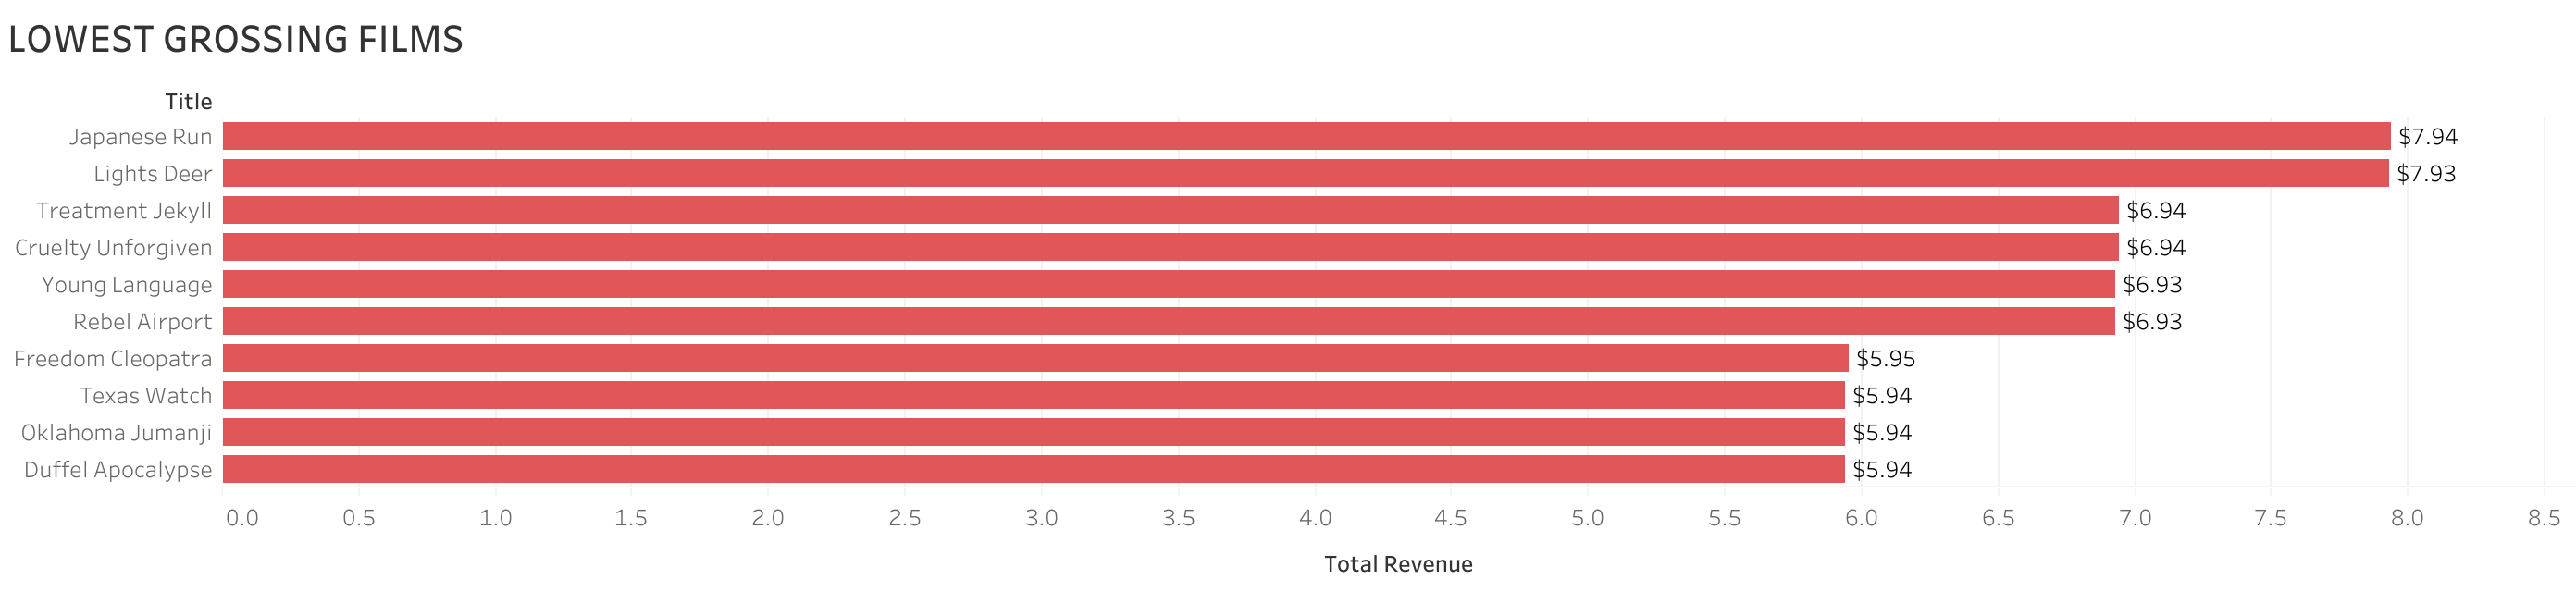 LOWEST GROSSING FILMS
Title
Japanese Run $7.94
Lights Deer $7.93
Treatment Jekyll $6.94
Cruelty Unforgiven $6.94
Young Language $6.93
Rebel Airport $6.93
Freedom Cleopatra $5.95
Texas Watch $5.94
Oklahoma Jumanji $5.94
Duffel Apocalypse $5.94
0.0 0.5 1.0 1.5 2.0 2.5 3.0 3.5 4.0 4.5 5.0 5.5 6.0 6.5 7.0 7.5 8.0 8.5
Total Revenue